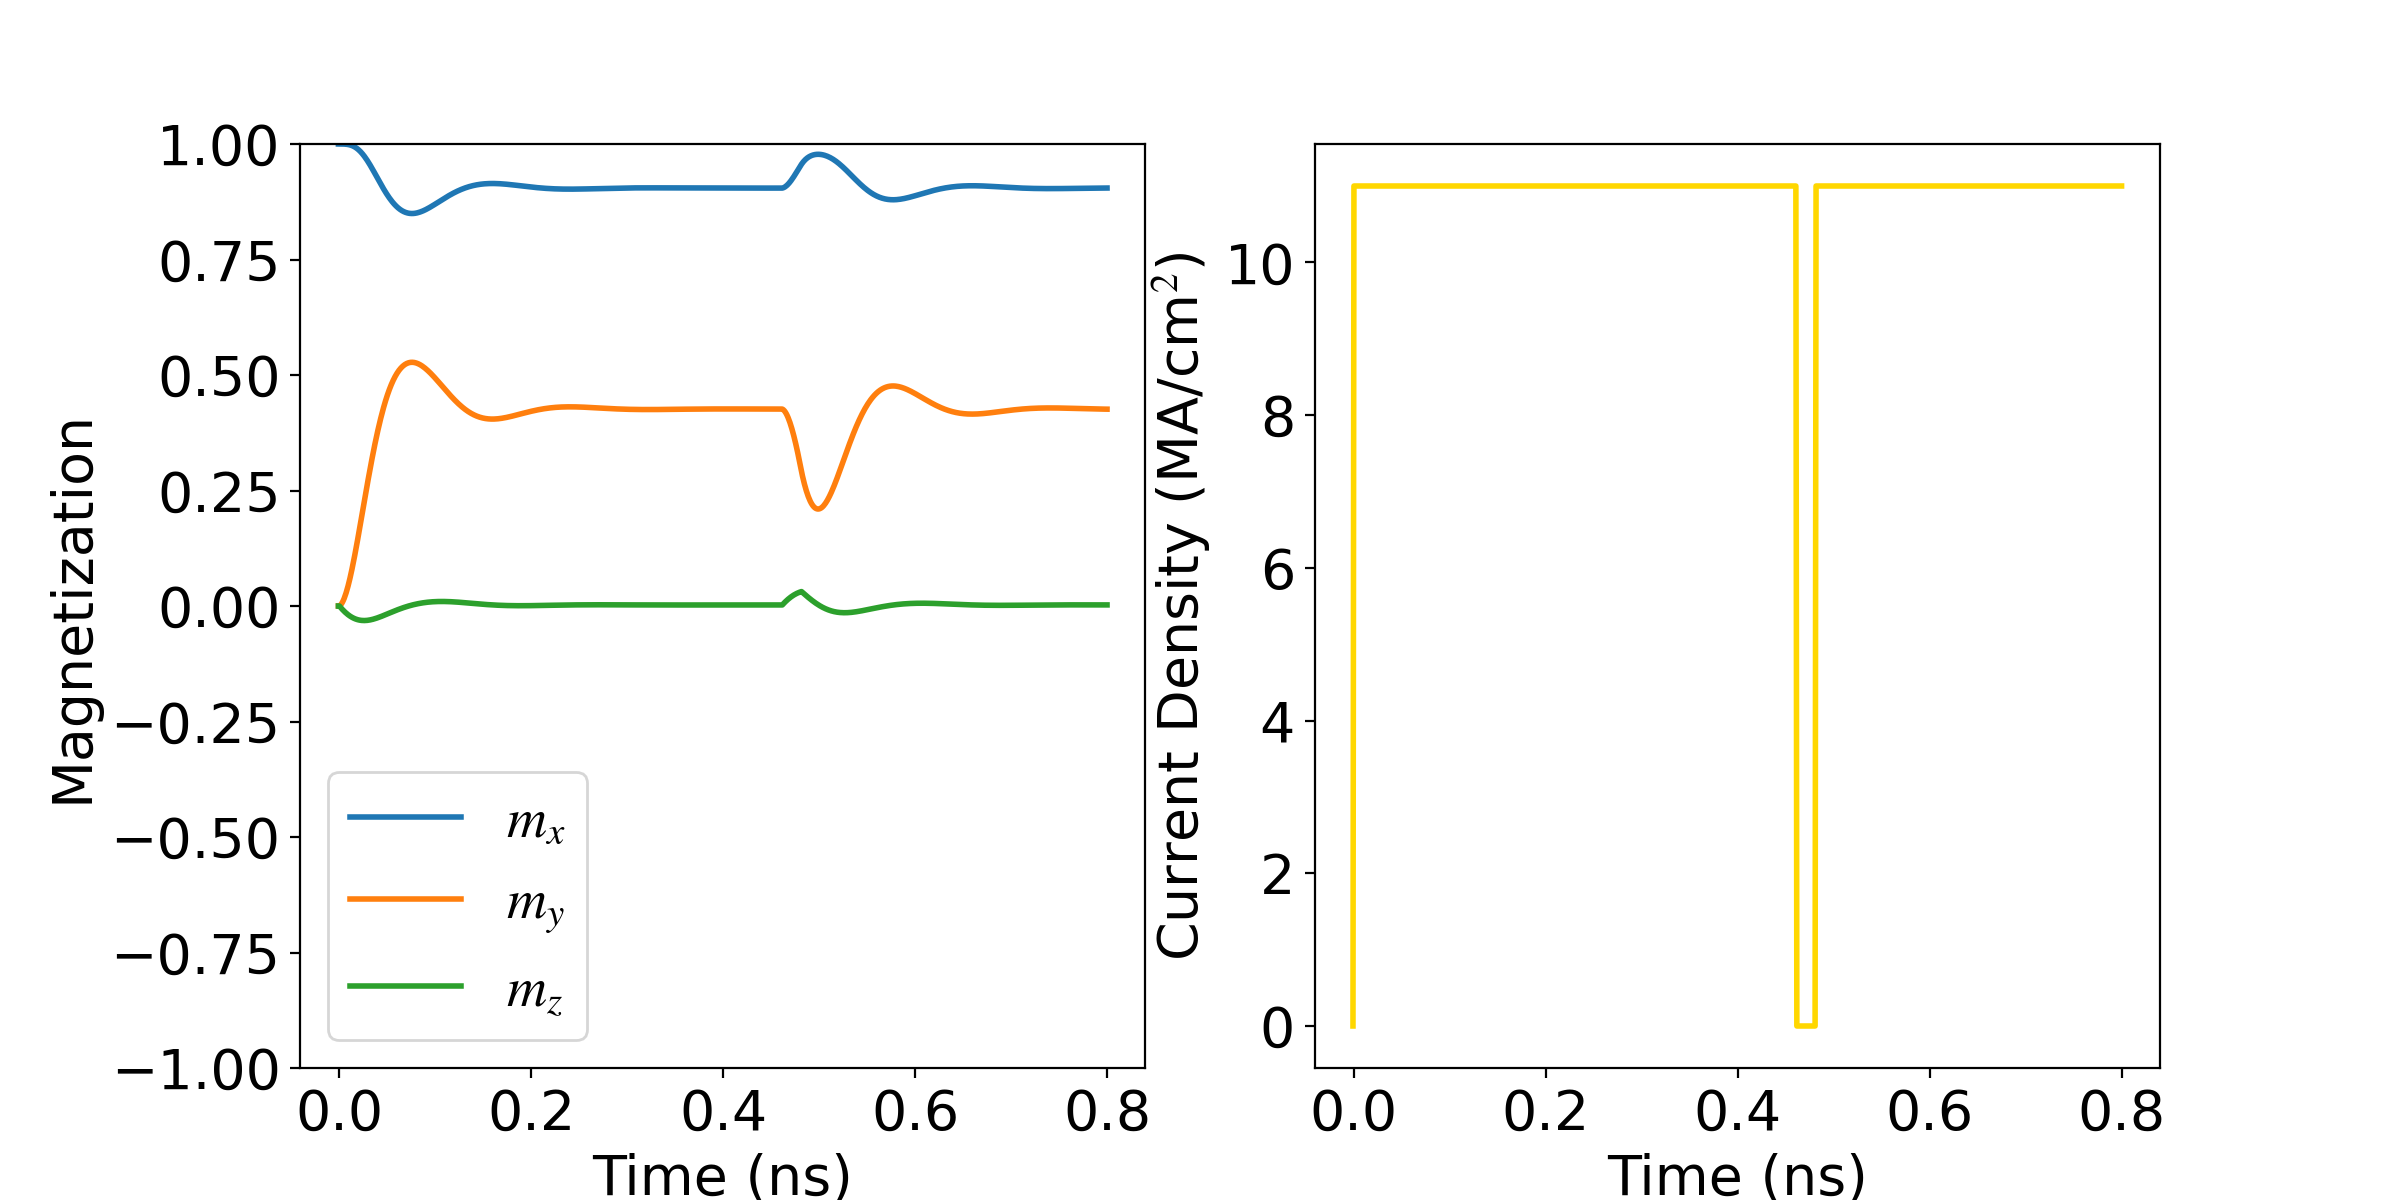 1.00
0.75
0.50
0.25
0.00
−0.25
−0.50
−0.75
−1.00
Magnetization
m_x
m_y
m_z
0.0 0.2 0.4 0.6 0.8
Time (ns)
Current Density (MA/cm²)
10
8
6
4
2
0
0.0 0.2 0.4 0.6 0.8
Time (ns)